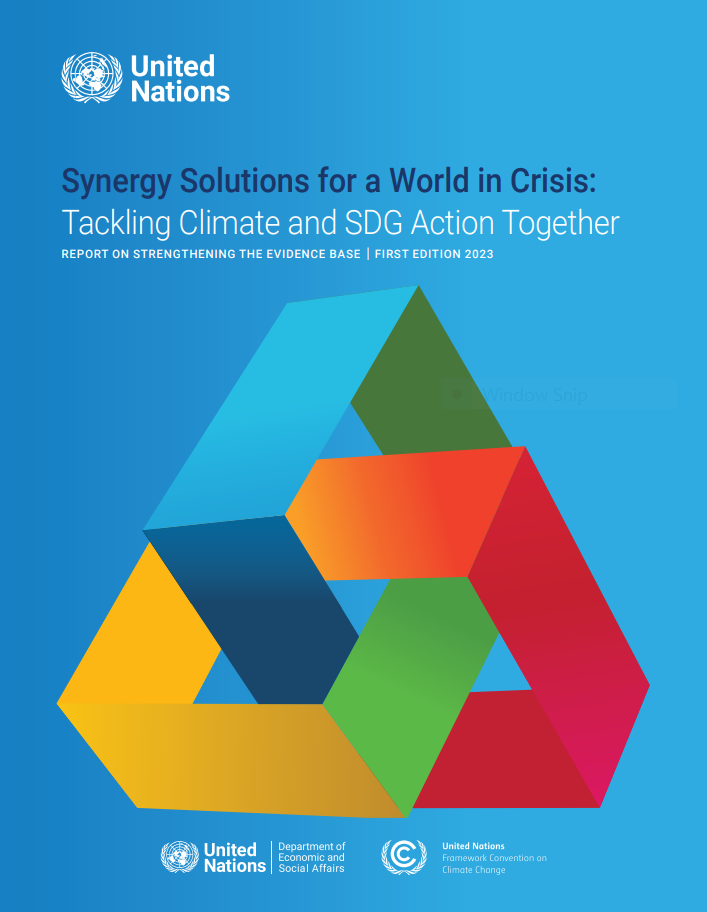 United
Nations
Synergy Solutions for a World in Crisis:
Tackling Climate and SDG Action Together
REPORT ON STRENGTHENING THE EVIDENCE BASE | FIRST EDITION 2023
Window Snip
United
Nations
Department of
Economic and
Social Affairs
United Nations
Framework Convention on
Climate Change